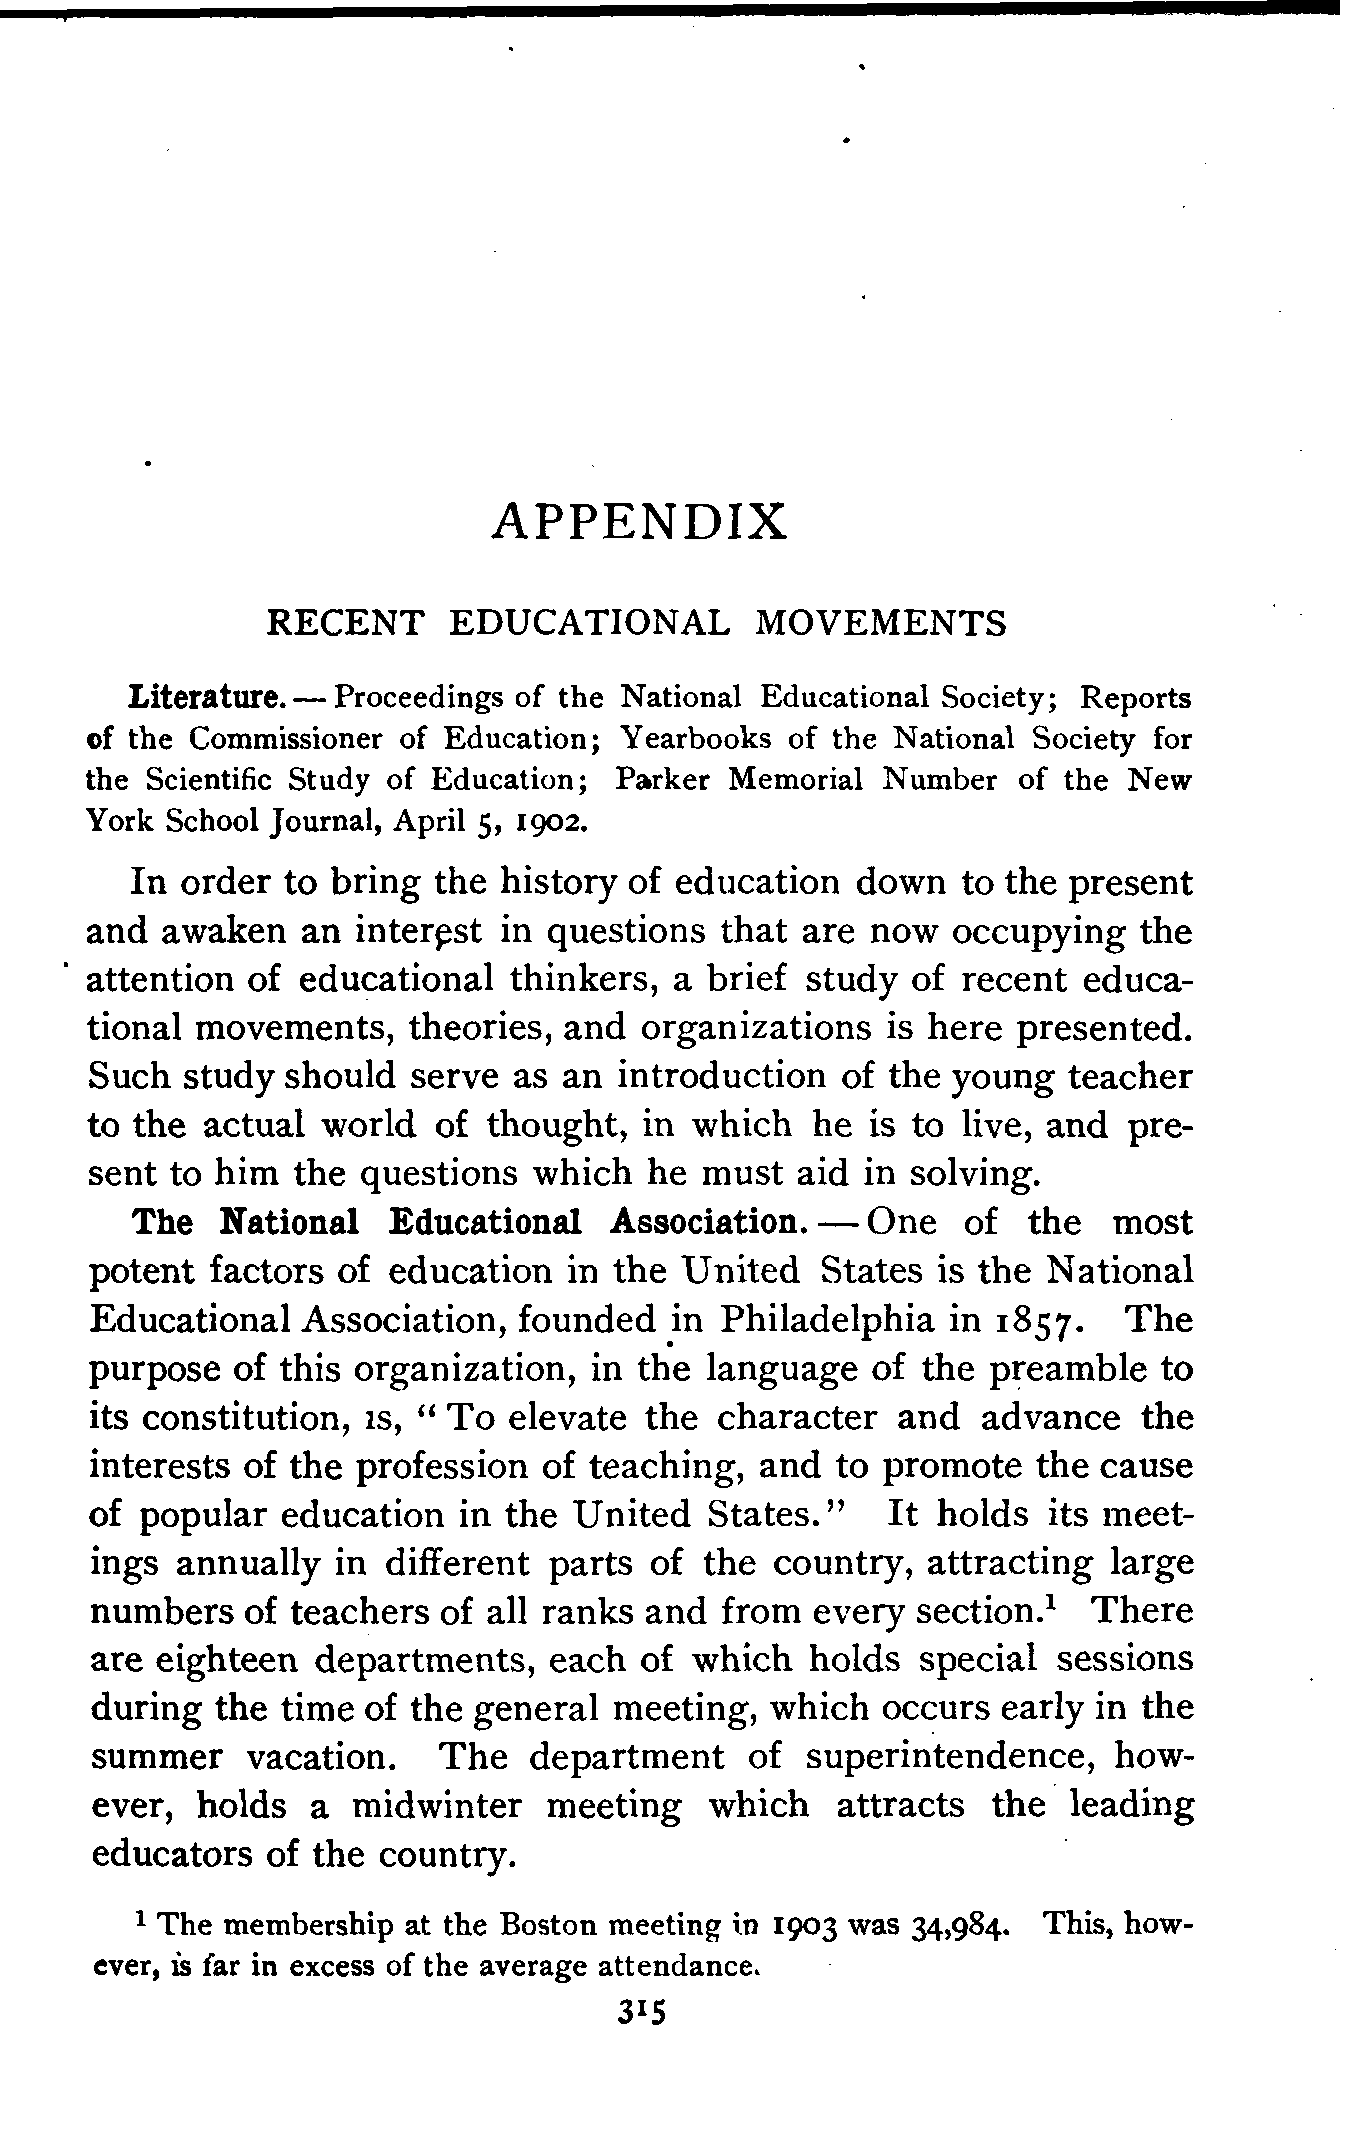 APPENDIX
RECENT EDUCATIONAL MOVEMENTS
Literature. — Proceedings of the National Educational Society; Reports
of the Commissioner of Education; Yearbooks of the National Society for
the Scientific Study of Education; Parker Memorial Number of the New
York School Journal, April 5, 1902.
In order to bring the history of education down to the present
and awaken an interest in questions that are now occupying the
attention of educational thinkers, a brief study of recent educa-
tional movements, theories, and organizations is here presented.
Such study should serve as an introduction of the young teacher
to the actual world of thought, in which he is to live, and pre-
sent to him the questions which he must aid in solving.
The National Educational Association. — One of the most
potent factors of education in the United States is the National
Educational Association, founded in Philadelphia in 1857. The
purpose of this organization, in the language of the preamble to
its constitution, is, "To elevate the character and advance the
interests of the profession of teaching, and to promote the cause
of popular education in the United States." It holds its meet-
ings annually in different parts of the country, attracting large
numbers of teachers of all ranks and from every section.¹ There
are eighteen departments, each of which holds special sessions
during the time of the general meeting, which occurs early in the
summer vacation. The department of superintendence, how-
ever, holds a midwinter meeting which attracts the leading
educators of the country.
¹ The membership at the Boston meeting in 1903 was 34,984. This, how-
ever, is far in excess of the average attendance.
315